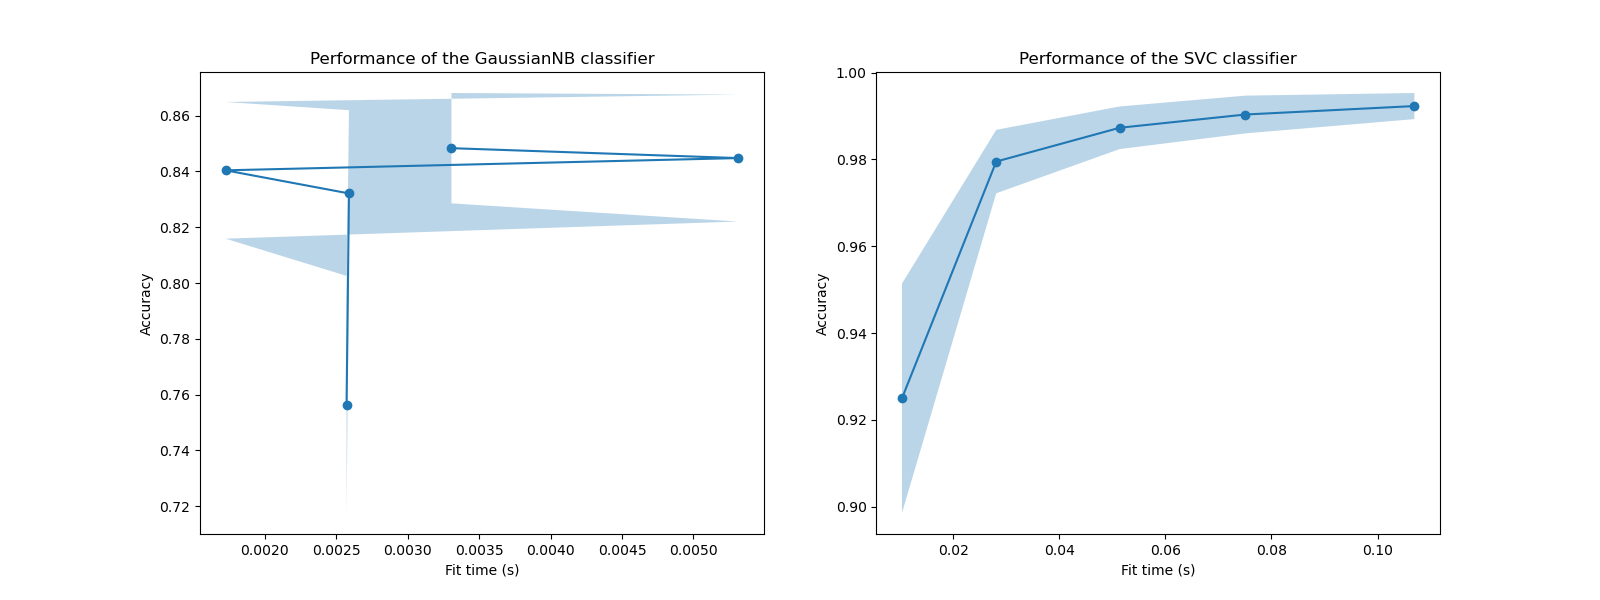 Performance of the GaussianNB classifier
Accuracy
0.86
0.84
0.82
0.80
0.78
0.76
0.74
0.72
0.0020 0.0025 0.0030 0.0035 0.0040 0.0045 0.0050
Fit time (s)
Performance of the SVC classifier
Accuracy
1.00
0.98
0.96
0.94
0.92
0.90
0.02 0.04 0.06 0.08 0.10
Fit time (s)